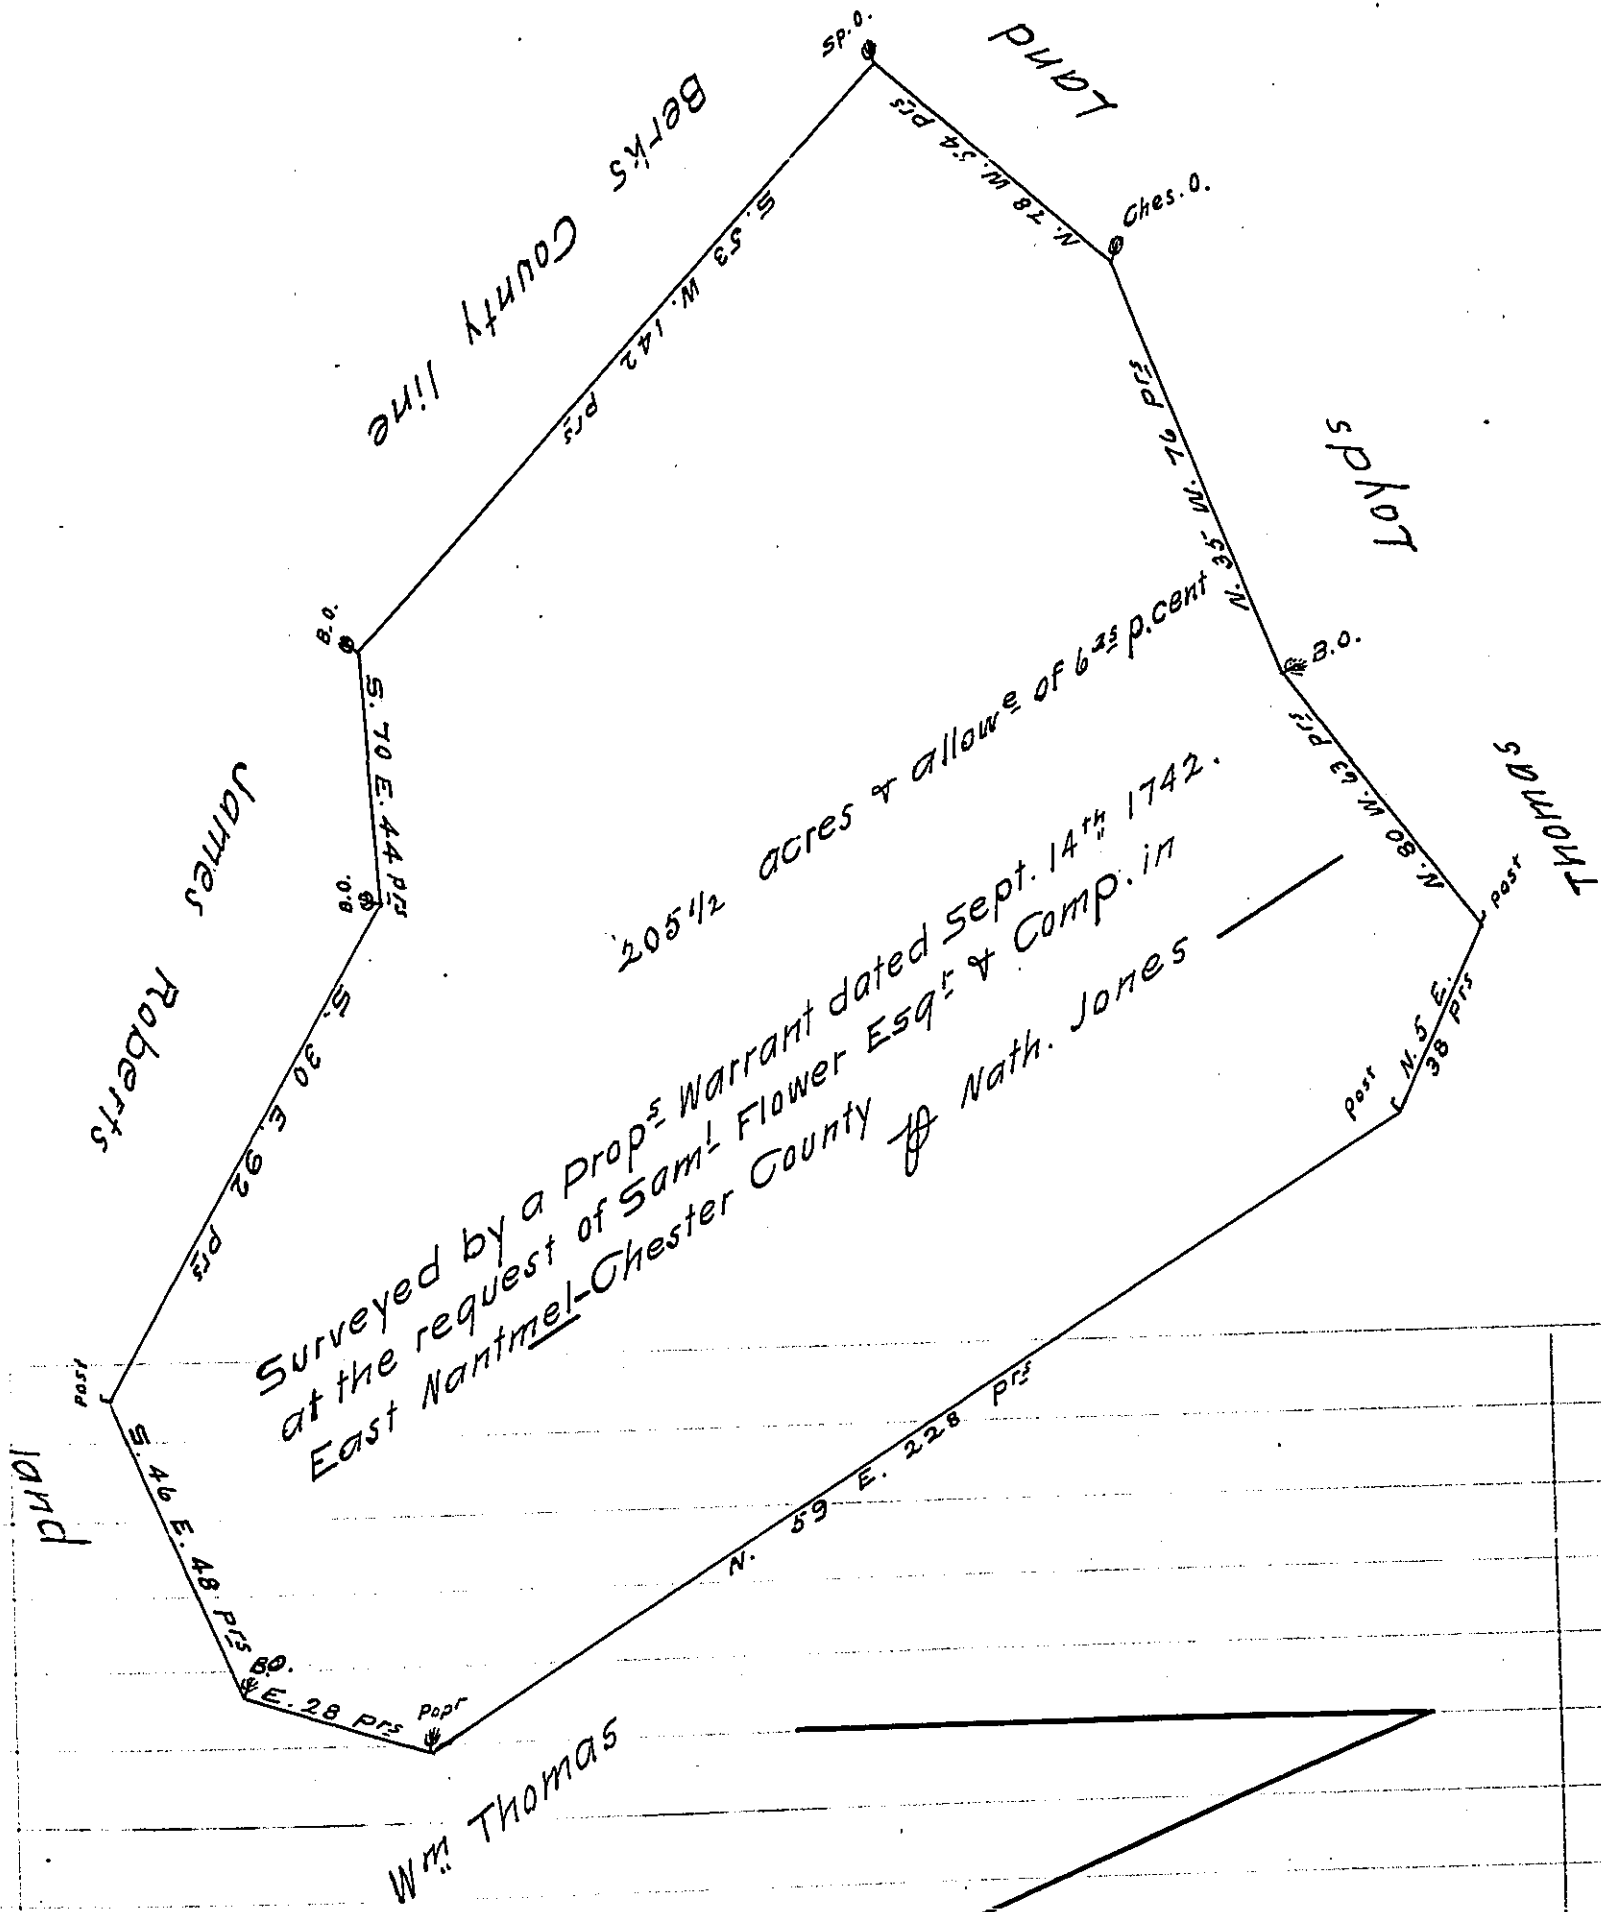 Sp.O.
Land
N. 78 W. 54 prs
Ches.O.
Berks County line
S. 53 W. 142 prs
N. 35 W. 76 prs
Loyds
B.O.
B.O.
N. 80 W. 63 prs
Thomas
post
S. 70 E. 44 prs
B.O.
N. 5 E.
38 prs
post
James Roberts
land
S. 30 E. 92 prs
205 1/2 acres & allowe of 6 as p.cent
Surveyed by a Props Warrant dated Sept. 14th 1742.
at the request of Saml Flower Esqr & Comp. in
East Nantmel-Chester County p Nath. Jones
post
S. 46 E. 48 prs
B.O.
E. 28 prs
Popr
N. 59 E. 228 prs
Wm Thomas